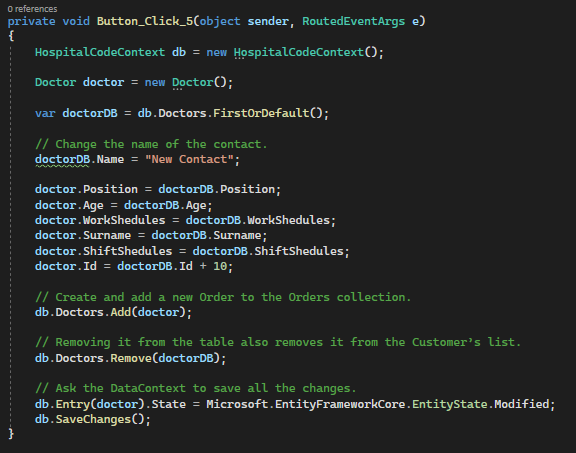 0 references
private void Button_Click_5(object sender, RoutedEventArgs e)
{
HospitalCodeContext db = new HospitalCodeContext();
Doctor doctor = new Doctor();
var doctorDB = db.Doctors.FirstOrDefault();
// Change the name of the contact.
doctorDB.Name = "New Contact";
doctor.Position = doctorDB.Position;
doctor.Age = doctorDB.Age;
doctor.WorkShedules = doctorDB.WorkShedules;
doctor.Surname = doctorDB.Surname;
doctor.ShiftShedules = doctorDB.ShiftShedules;
doctor.Id = doctorDB.Id + 10;
// Create and add a new Order to the Orders collection.
db.Doctors.Add(doctor);
// Removing it from the table also removes it from the Customer's list.
db.Doctors.Remove(doctorDB);
// Ask the DataContext to save all the changes.
db.Entry(doctor).State = Microsoft.EntityFrameworkCore.EntityState.Modified;
db.SaveChanges();
}